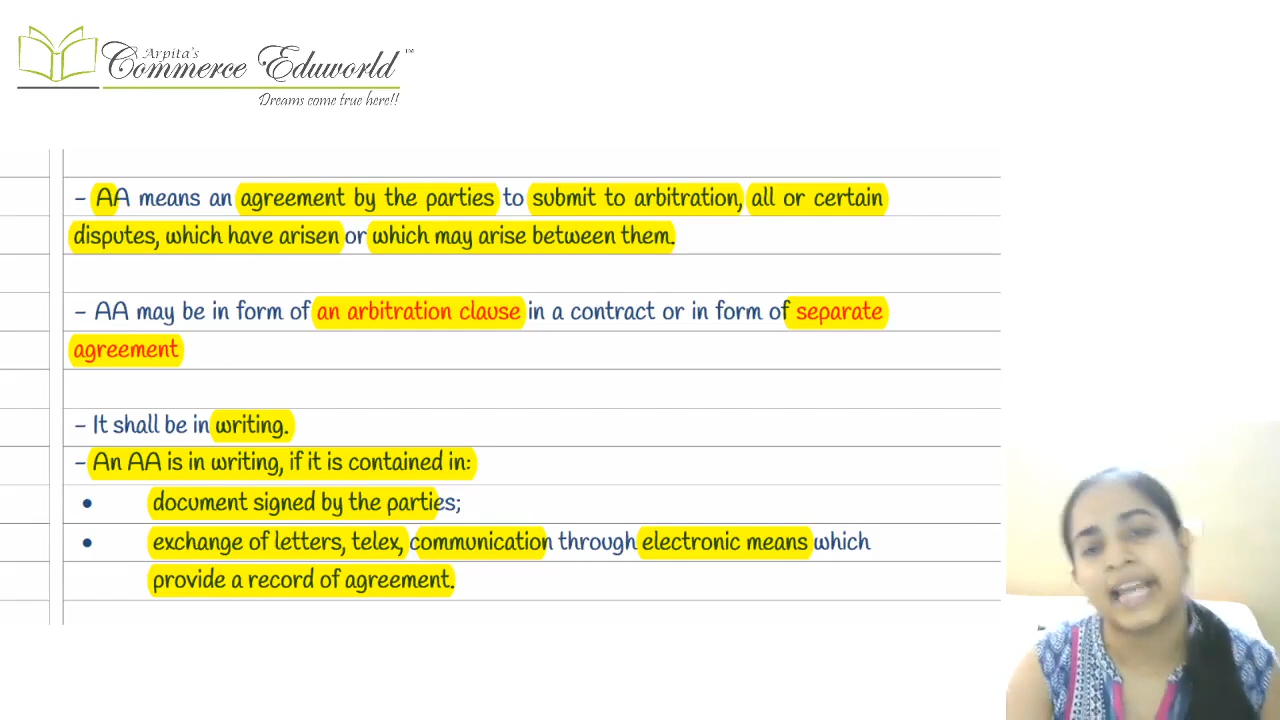 Arpita's
Commerce Eduworld™
Dreams come true here!!
- AA means an agreement by the parties to submit to arbitration, all or certain
disputes, which have arisen or which may arise between them.
- AA may be in form of an arbitration clause in a contract or in form of separate
agreement
- It shall be in writing.
- An AA is in writing, if it is contained in:
• document signed by the parties;
• exchange of letters, telex, communication through electronic means which
provide a record of agreement.